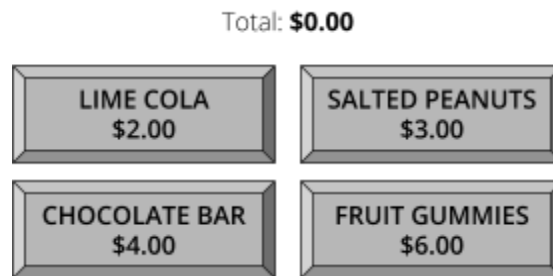 Total: $0.00
LIME COLA
$2.00
SALTED PEANUTS
$3.00
CHOCOLATE BAR
$4.00
FRUIT GUMMIES
$6.00